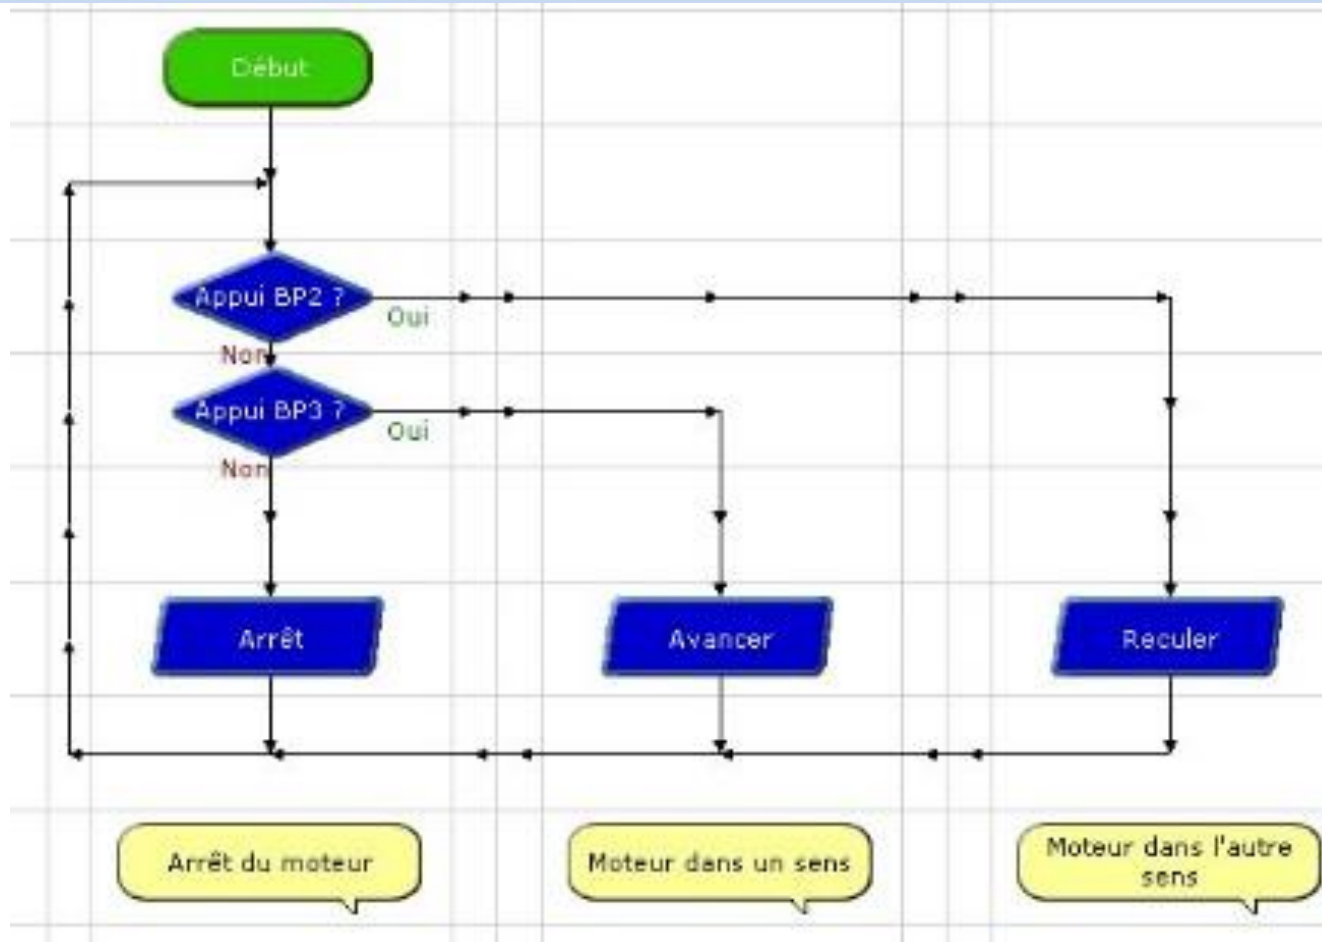 Début
Appui BP2 ?
Oui
Non
Appui BP3 ?
Oui
Non
Arrêt
Avancer
Reculer
Arrêt du moteur
Moteur dans un sens
Moteur dans l'autre
sens